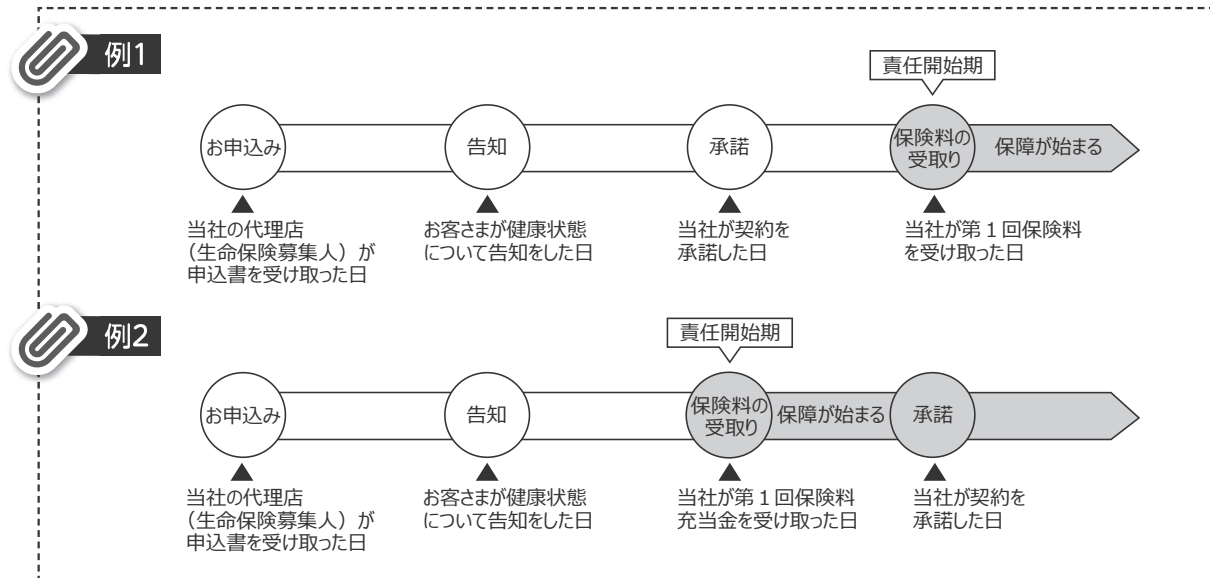 例1
責任開始期
お申込み
告知
承諾
保険料の
受取り
保障が始まる
当社の代理店
（生命保険募集人）が
申込書を受け取った日
お客さまが健康状態
について告知をした日
当社が契約を
承諾した日
当社が第１回保険料
を受け取った日
例2
責任開始期
お申込み
告知
保険料の
受取り
保障が始まる
承諾
当社の代理店
（生命保険募集人）が
申込書を受け取った日
お客さまが健康状態
について告知をした日
当社が第１回保険料
充当金を受け取った日
当社が契約を
承諾した日